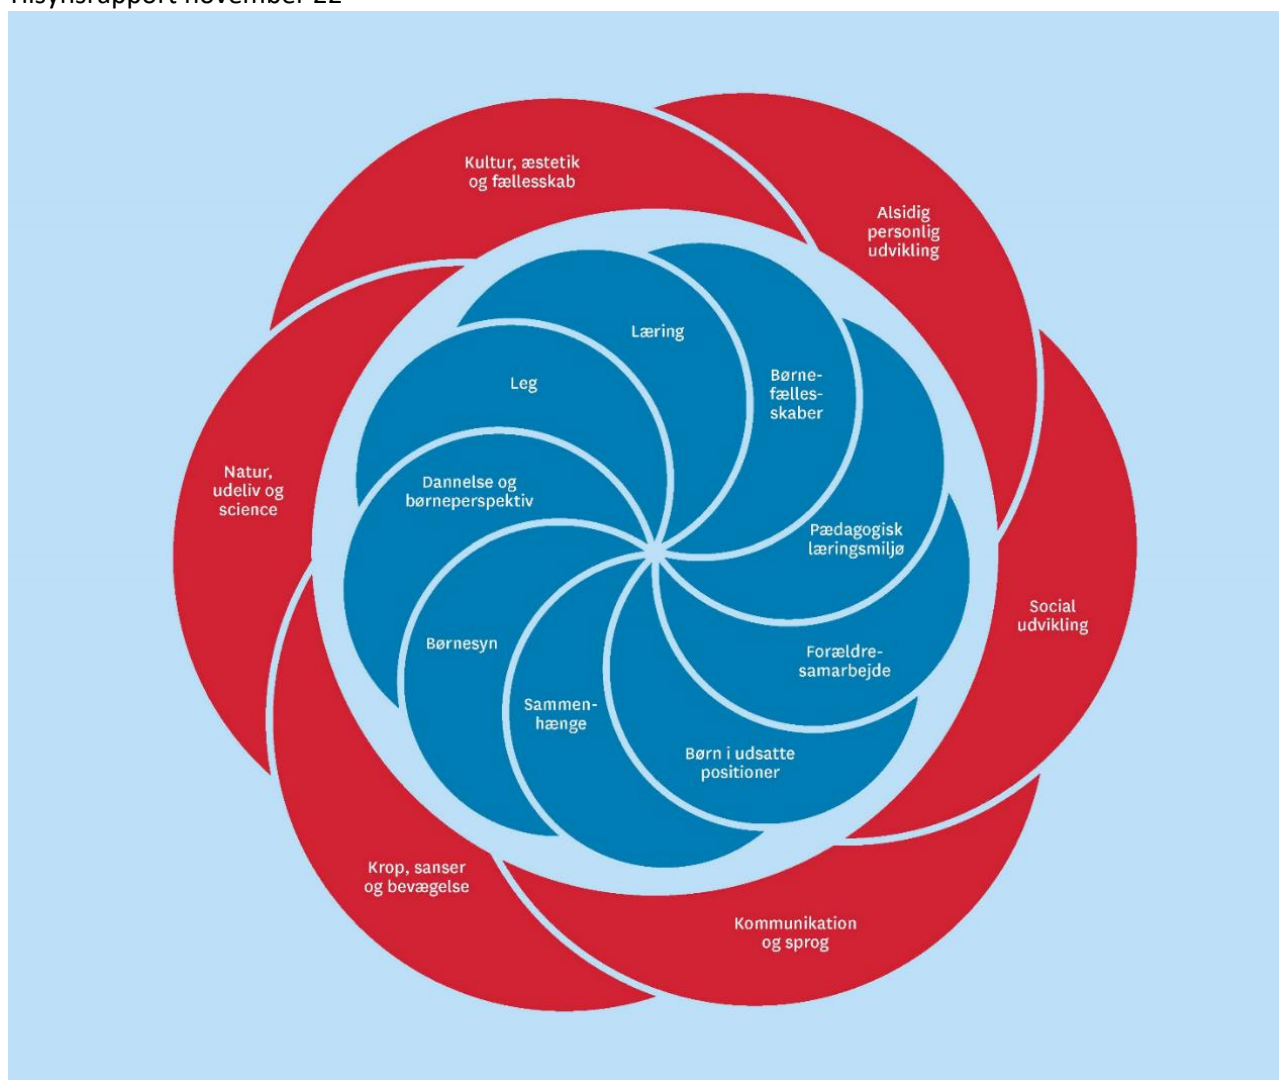 Tilsynsrapport november 22
Kultur, æstetik
og fællesskab
Alsidig
personlig
udvikling
Læring
Børne-
fælles-
skaber
Leg
Natur,
udeliv og
science
Dannelse og
børneperspektiv
Pædagogisk
læringsmiljø
Social
udvikling
Børnesyn
Forældre-
samarbejde
Sammen-
hænge
Børn i udsatte
positioner
Krop, sanser
og bevægelse
Kommunikation
og sprog